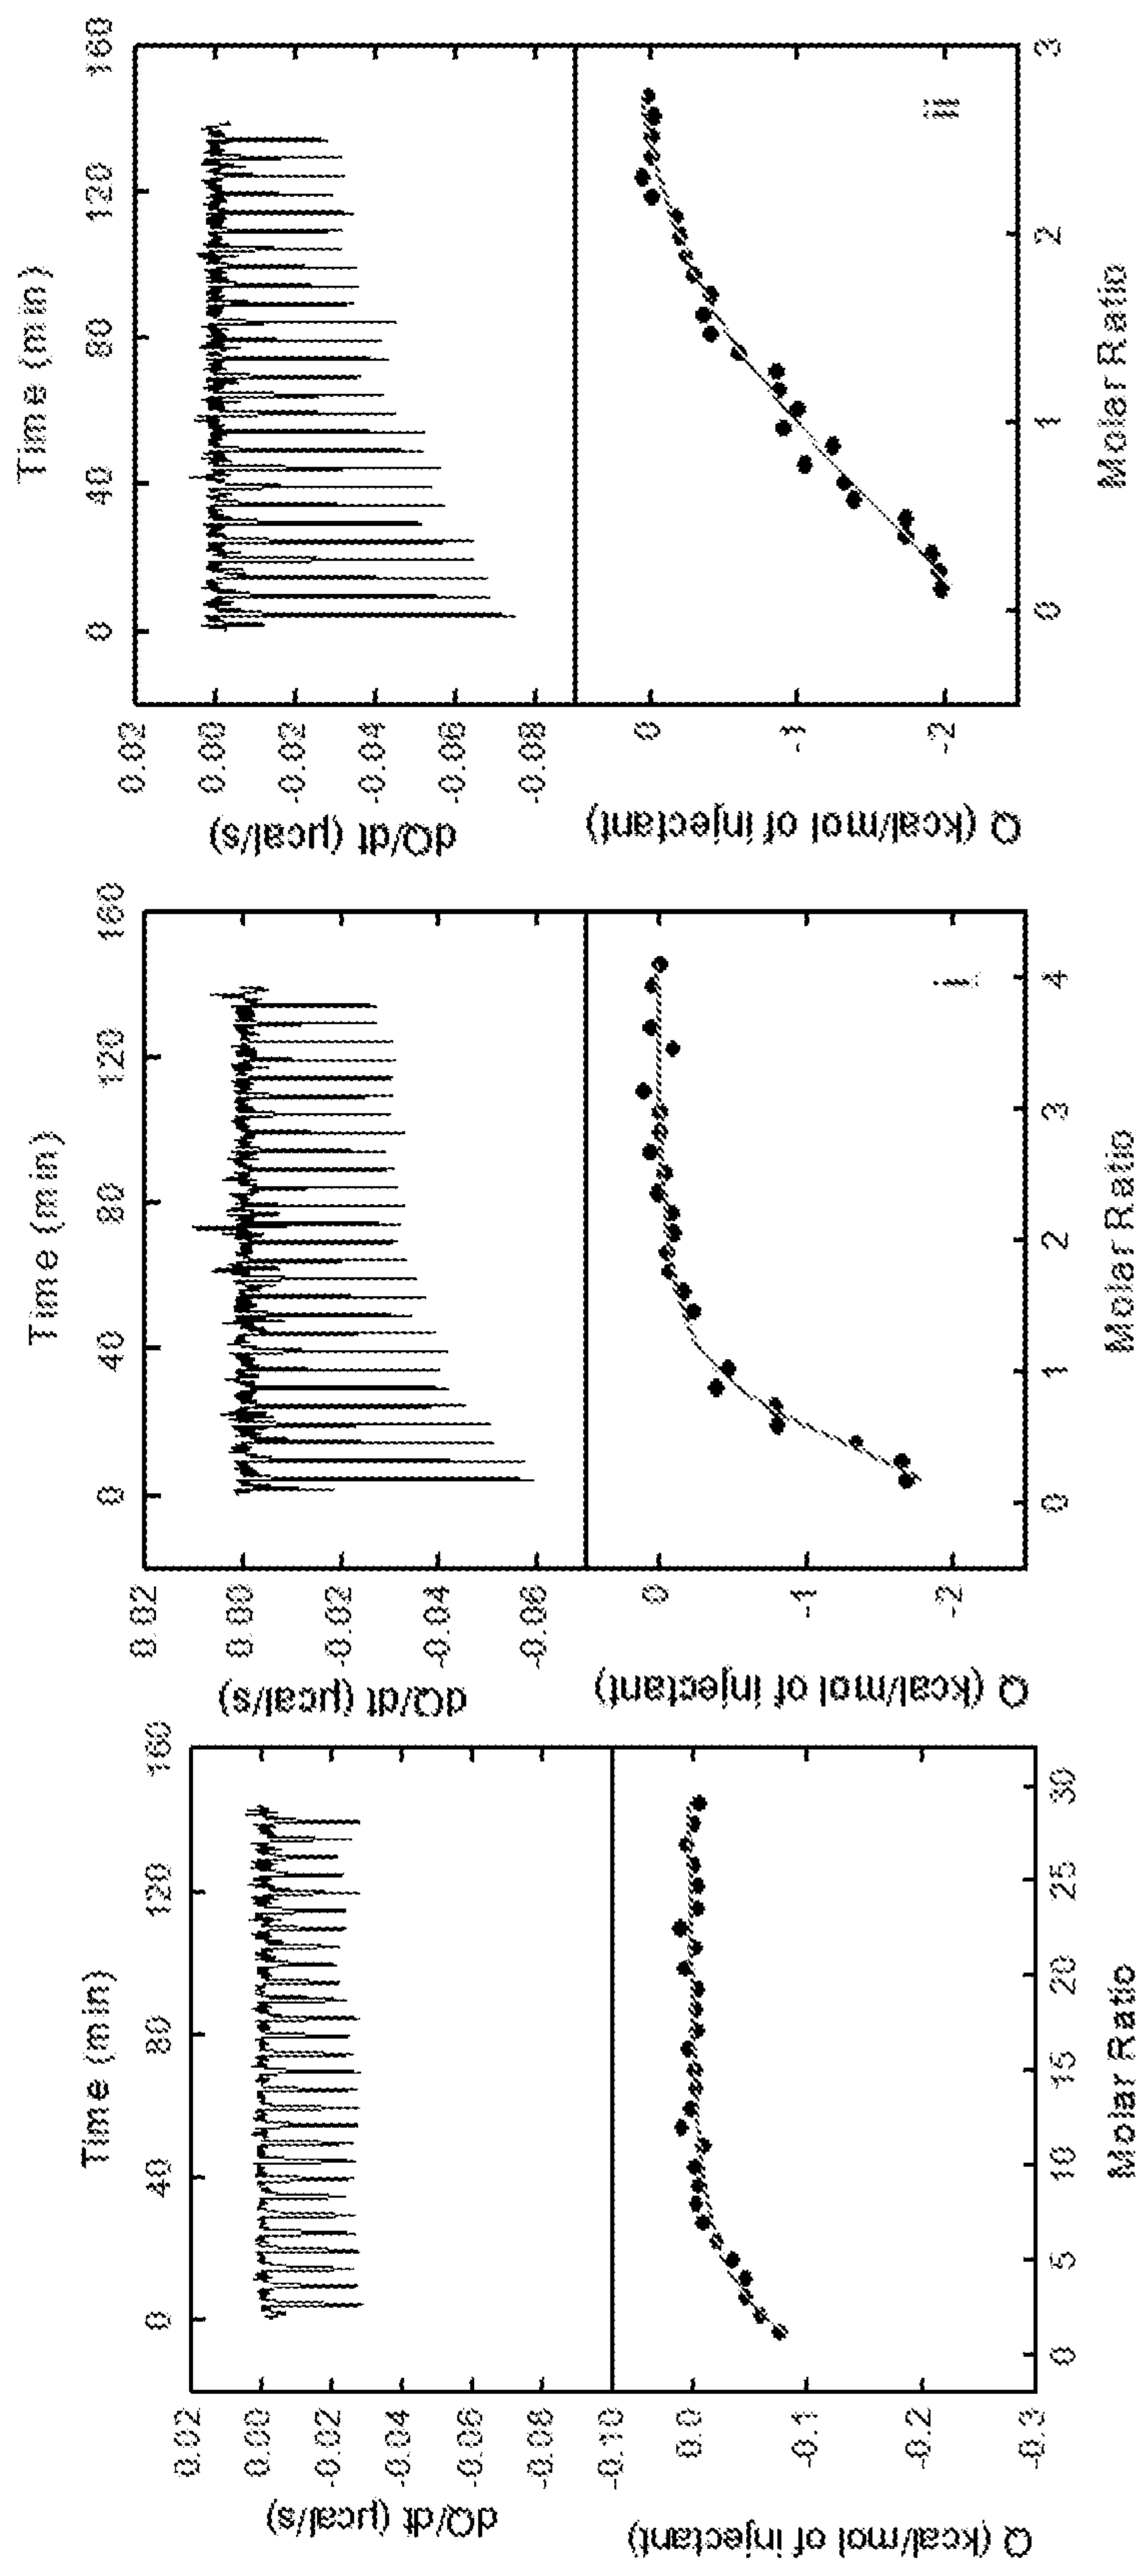 Time (min)
0 40 80 120 160
0.02
0.00
-0.02
-0.04
-0.06
-0.08
-0.10
dQ/dt (µcal/s)
0.0
-0.1
-0.2
-0.3
Q (kcal/mol of injectant)
0 5 10 15 20 25 30
Molar Ratio
Time (min)
0 40 80 120 160
0.02
0.00
-0.02
-0.04
-0.06
dQ/dt (µcal/s)
0
-1
-2
Q (kcal/mol of injectant)
i
0 1 2 3 4
Molar Ratio
Time (min)
0 40 80 120 160
0.02
0.00
-0.02
-0.04
-0.06
-0.08
dQ/dt (µcal/s)
0
-1
-2
Q (kcal/mol of injectant)
ii
0 1 2 3
Molar Ratio